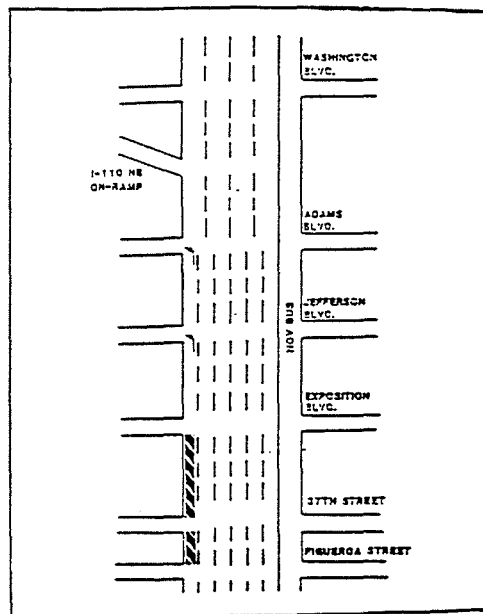 WASHINGTON
BLVD.
I-110 NB
ON-RAMP
ADAMS
BLVD.
JEFFERSON
BLVD.
HOV BUS
EXPOSITION
BLVD.
37TH STREET
FIGUEROA STREET